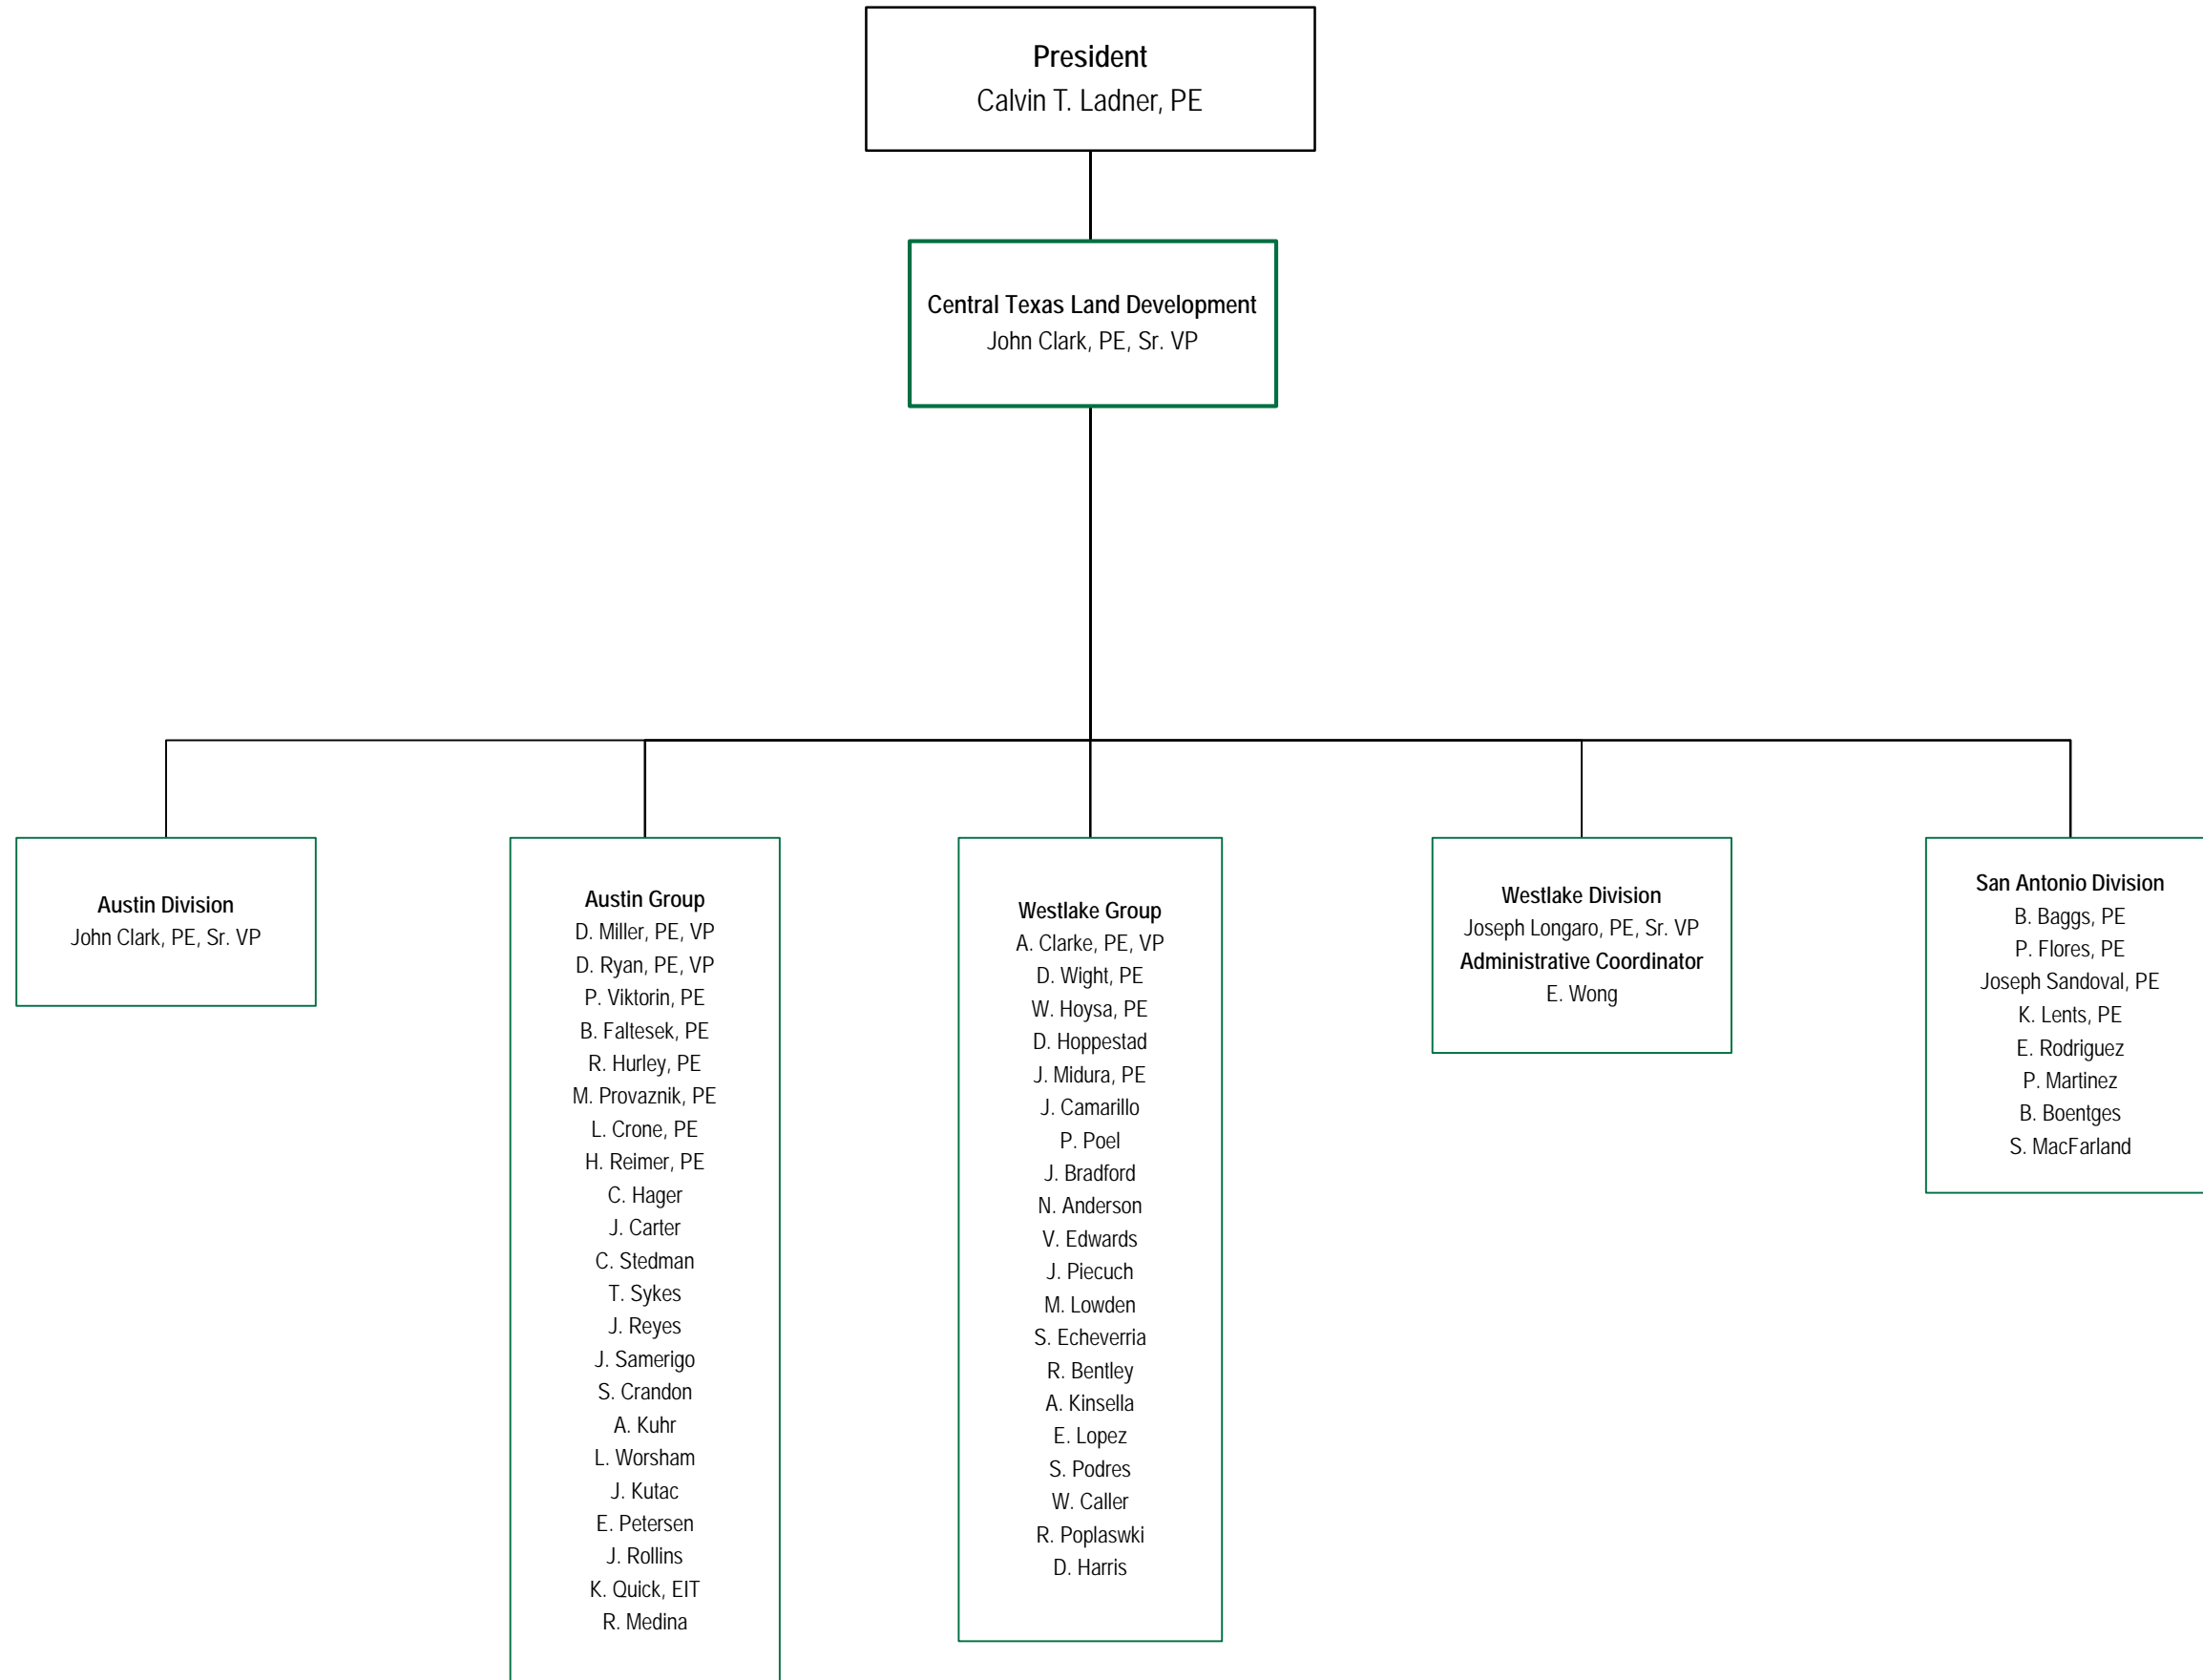 President
Calvin T. Ladner, PE
Central Texas Land Development
John Clark, PE, Sr. VP
Austin Division
John Clark, PE, Sr. VP
Austin Group
D. Miller, PE, VP
D. Ryan, PE, VP
P. Viktorin, PE
B. Faltesek, PE
R. Hurley, PE
M. Provaznik, PE
L. Crone, PE
H. Reimer, PE
C. Hager
J. Carter
C. Stedman
T. Sykes
J. Reyes
J. Samerigo
S. Crandon
A. Kuhr
L. Worsham
J. Kutac
E. Petersen
J. Rollins
K. Quick, EIT
R. Medina
Westlake Group
A. Clarke, PE, VP
D. Wight, PE
W. Hoysa, PE
D. Hoppestad
J. Midura, PE
J. Camarillo
P. Poel
J. Bradford
N. Anderson
V. Edwards
J. Piecuch
M. Lowden
S. Echeverria
R. Bentley
A. Kinsella
E. Lopez
S. Podres
W. Caller
R. Poplaswki
D. Harris
Westlake Division
Joseph Longaro, PE, Sr. VP
Administrative Coordinator
E. Wong
San Antonio Division
B. Baggs, PE
P. Flores, PE
Joseph Sandoval, PE
K. Lents, PE
E. Rodriguez
P. Martinez
B. Boentges
S. MacFarland